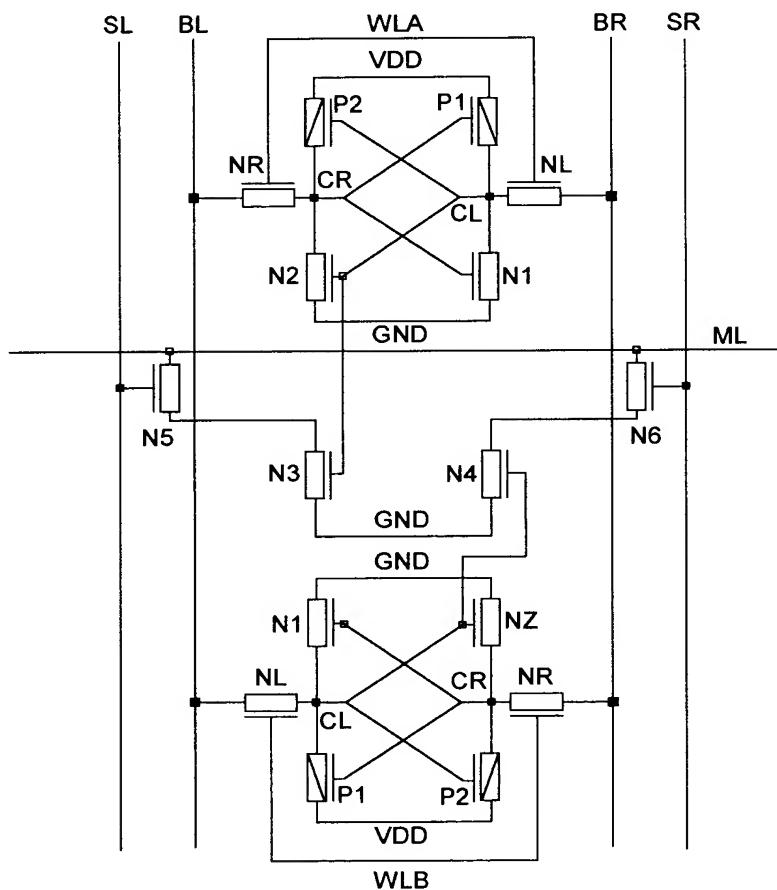 SL BL WLA BR SR
VDD
P2 P1
NR CR NL
CL
N2 N1
GND
ML
N5 N6
N3 N4
GND
GND
N1 NZ
NL CR NR
CL
P1 P2
VDD
WLB